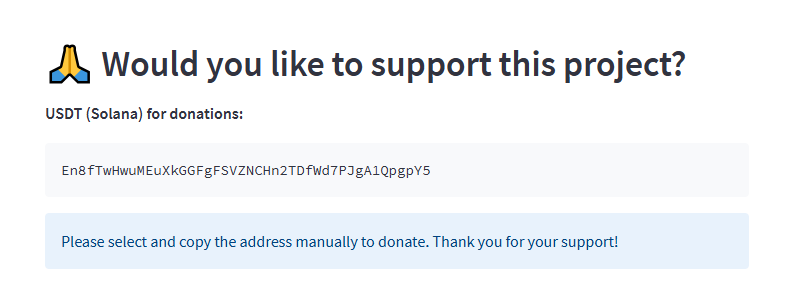 🙏 Would you like to support this project?
USDT (Solana) for donations:
En8fTwHwuMEuXkGGFgFSVZNCHn2TDfWd7PJgA1QpgpY5
Please select and copy the address manually to donate. Thank you for your support!